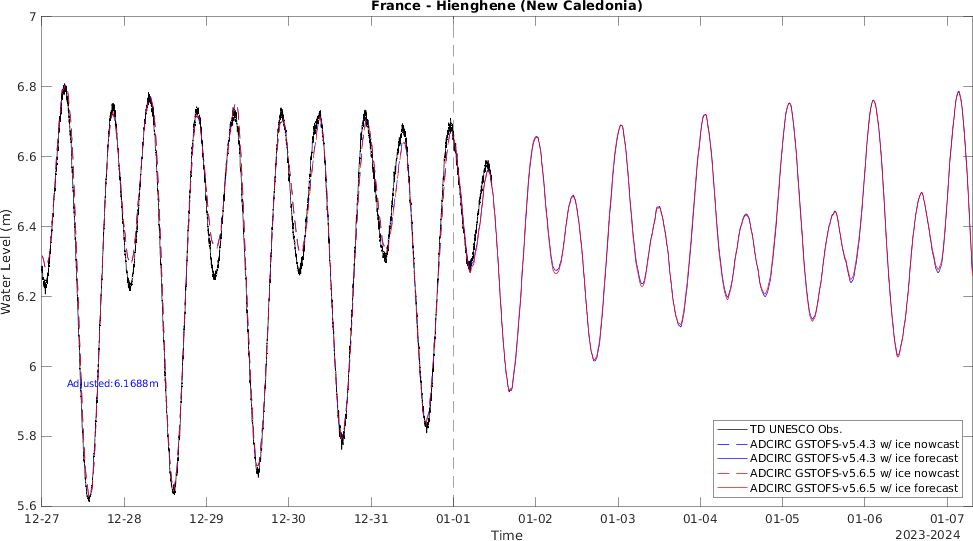 France - Hienghene (New Caledonia)
7
6.8
6.6
6.4
6.2
6
5.8
5.6
Water Level (m)
Adjusted:6.1688m
TD UNESCO Obs.
ADCIRC GSTOFS-v5.4.3 w/ ice nowcast
ADCIRC GSTOFS-v5.4.3 w/ ice forecast
ADCIRC GSTOFS-v5.6.5 w/ ice nowcast
ADCIRC GSTOFS-v5.6.5 w/ ice forecast
12-27 12-28 12-29 12-30 12-31 01-01 01-02 01-03 01-04 01-05 01-06 01-07
Time
2023-2024